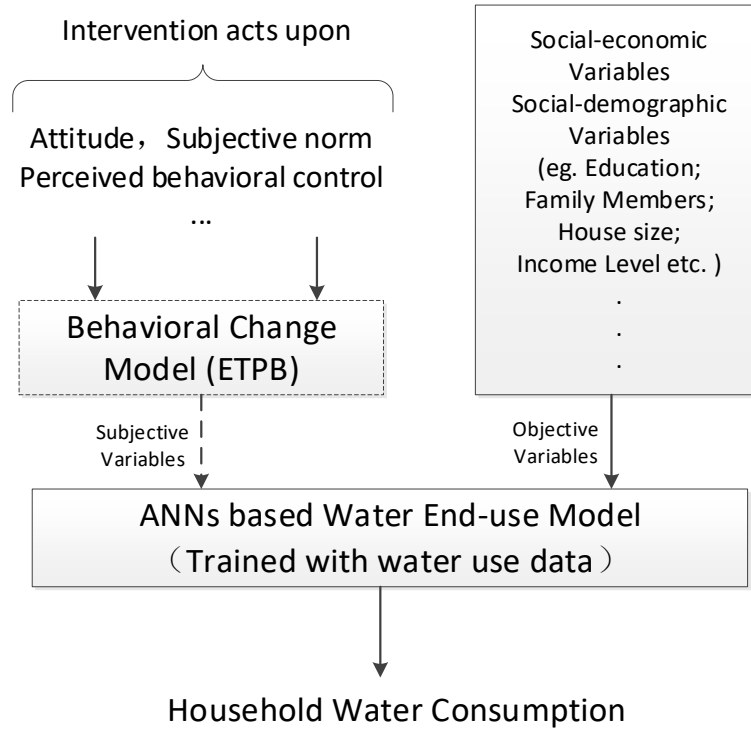 Intervention acts upon
Attitude，Subjective norm
Perceived behavioral control
...
Behavioral Change
Model (ETPB)
Social-economic
Variables
Social-demographic
Variables
(eg. Education;
Family Members;
House size;
Income Level etc. )
.
.
.
Subjective
Variables
Objective
Variables
ANNs based Water End-use Model
（Trained with water use data）
Household Water Consumption